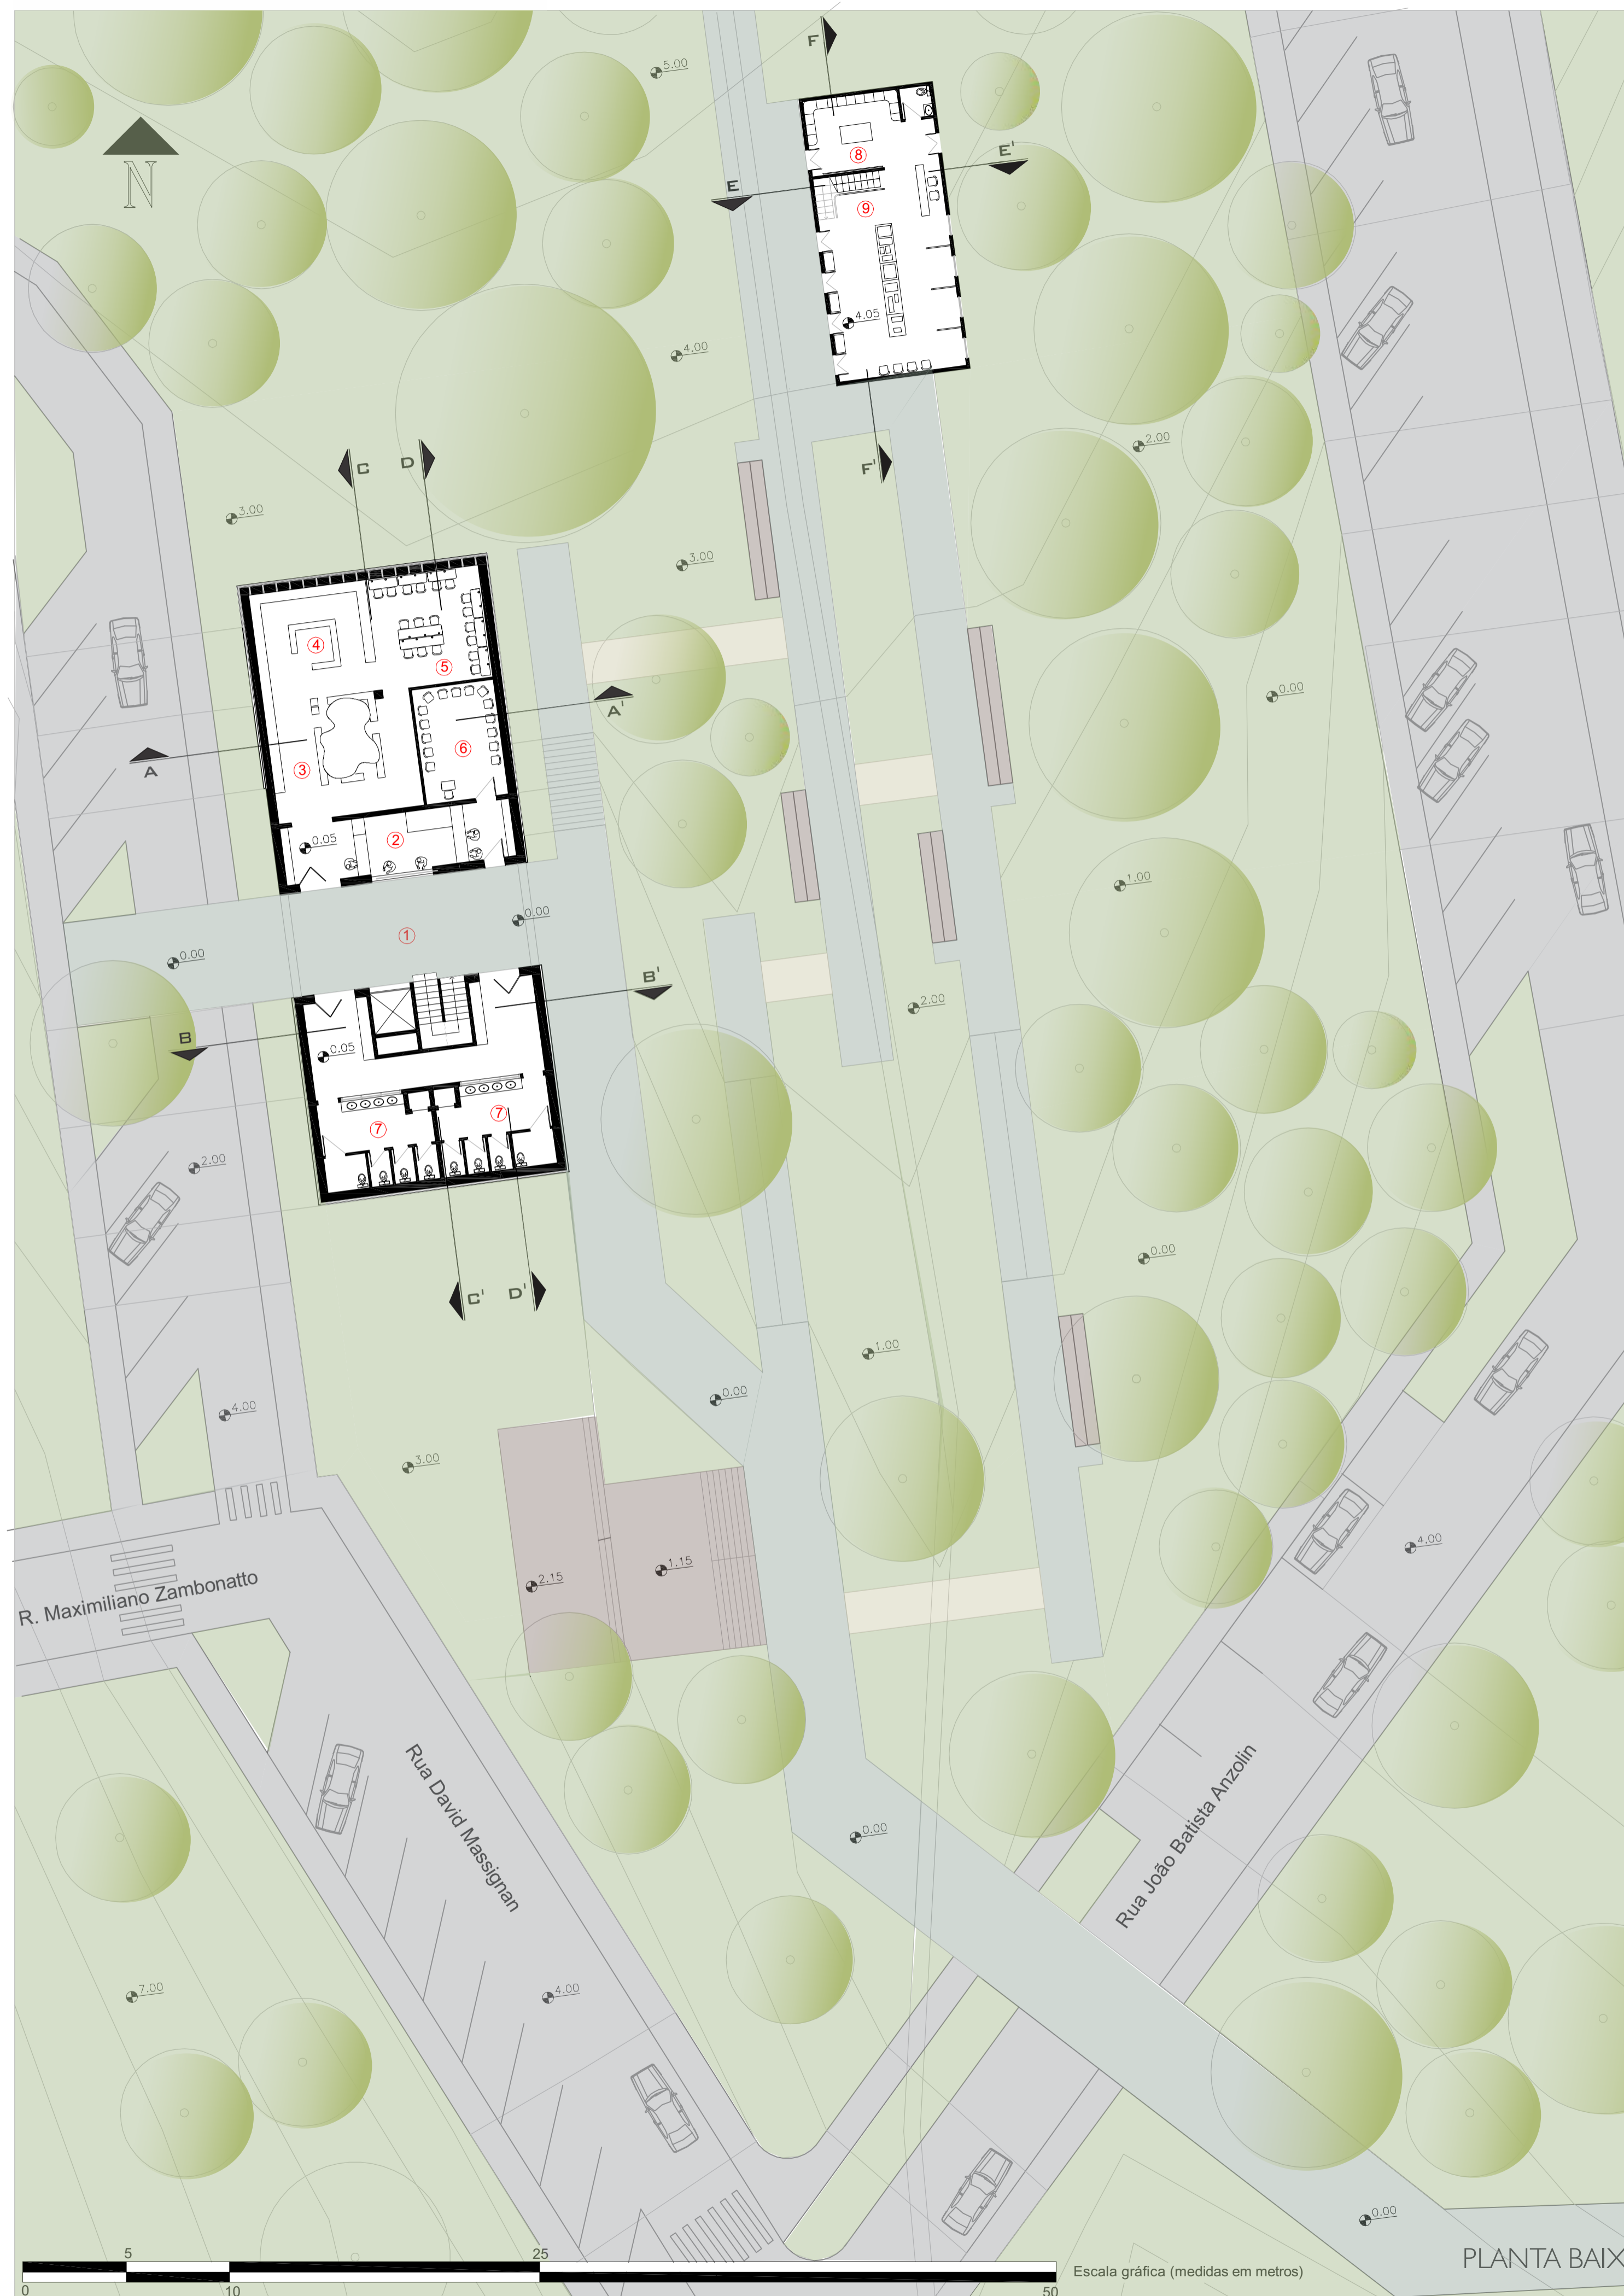 F
5.00
N
E'
8
E
9
4.05
4.00
2.00
C
D
F'
3.00
3.00
4
5
0.00
A'
6
A
3
2
0.05
1.00
0.00
1
0.00
B'
2.00
B
0.05
7
7
2.00
0.00
C'
D'
1.00
0.00
4.00
3.00
4.00
1.15
2.15
R. Maximiliano Zambonatto
Rua David Massignan
Rua João Batista Anzolin
0.00
7.00
4.00
0.00
PLANTA BAIX
5
25
Escala gráfica (medidas em metros)
0
10
50